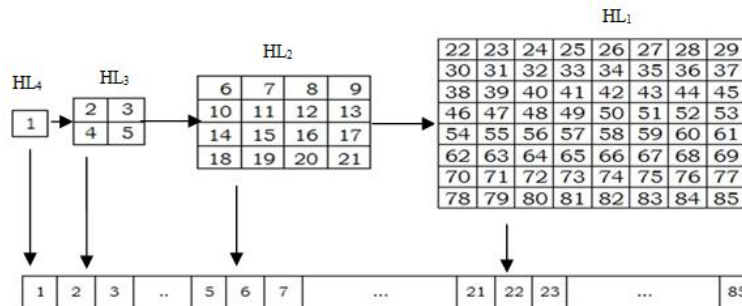 HL₁
HL₂
HL₃
HL₄
22 23 24 25 26 27 28 29
30 31 32 33 34 35 36 37
38 39 40 41 42 43 44 45
46 47 48 49 50 51 52 53
54 55 56 57 58 59 60 61
62 63 64 65 66 67 68 69
70 71 72 73 74 75 76 77
78 79 80 81 82 83 84 85
6 7 8 9
10 11 12 13
14 15 16 17
18 19 20 21
2 3
4 5
1
1 2 3 .. 5 6 7 ... 21 22 23 ... 85